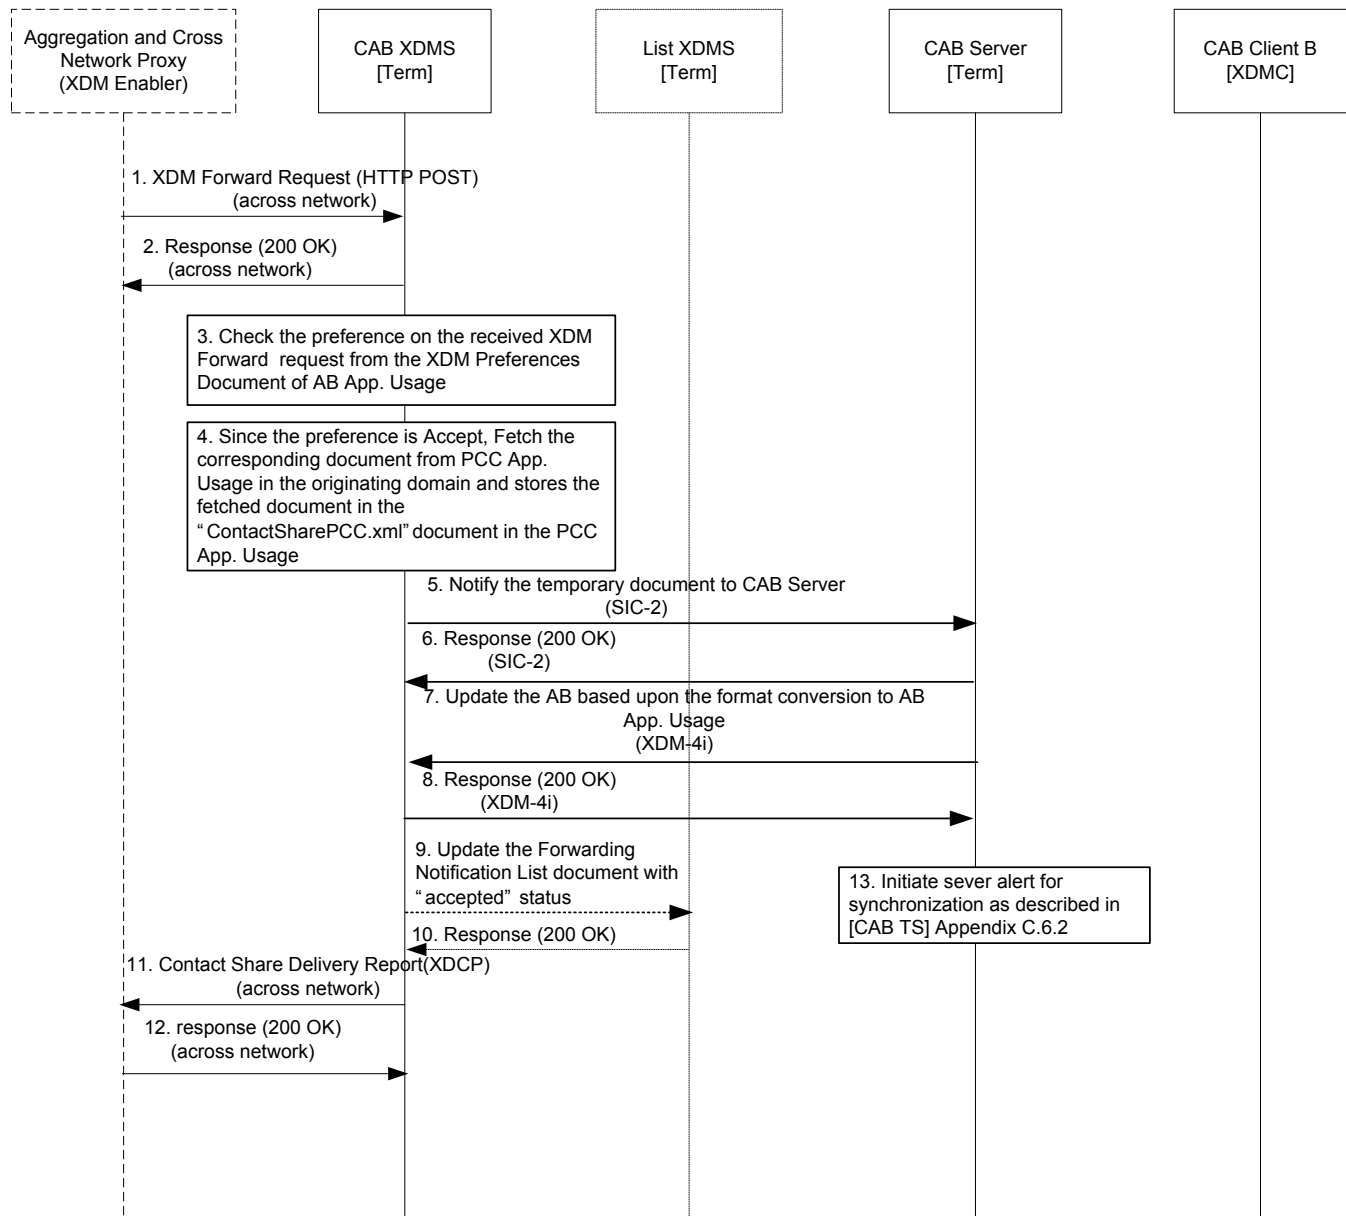 Aggregation and Cross
Network Proxy
(XDM Enabler)
CAB XDMS
[Term]
List XDMS
[Term]
CAB Server
[Term]
CAB Client B
[XDMC]
1. XDM Forward Request (HTTP POST)
(across network)
2. Response (200 OK)
(across network)
3. Check the preference on the received XDM
Forward request from the XDM Preferences
Document of AB App. Usage
4. Since the preference is Accept, Fetch the
corresponding document from PCC App.
Usage in the originating domain and stores the
fetched document in the
“ContactSharePCC.xml” document in the PCC
App. Usage
5. Notify the temporary document to CAB Server
(SIC-2)
6. Response (200 OK)
(SIC-2)
7. Update the AB based upon the format conversion to AB
App. Usage
(XDM-4i)
8. Response (200 OK)
(XDM-4i)
9. Update the Forwarding
Notification List document with
“accepted” status
13. Initiate sever alert for
synchronization as described in
[CAB TS] Appendix C.6.2
10. Response (200 OK)
11. Contact Share Delivery Report(XDCP)
(across network)
12. response (200 OK)
(across network)